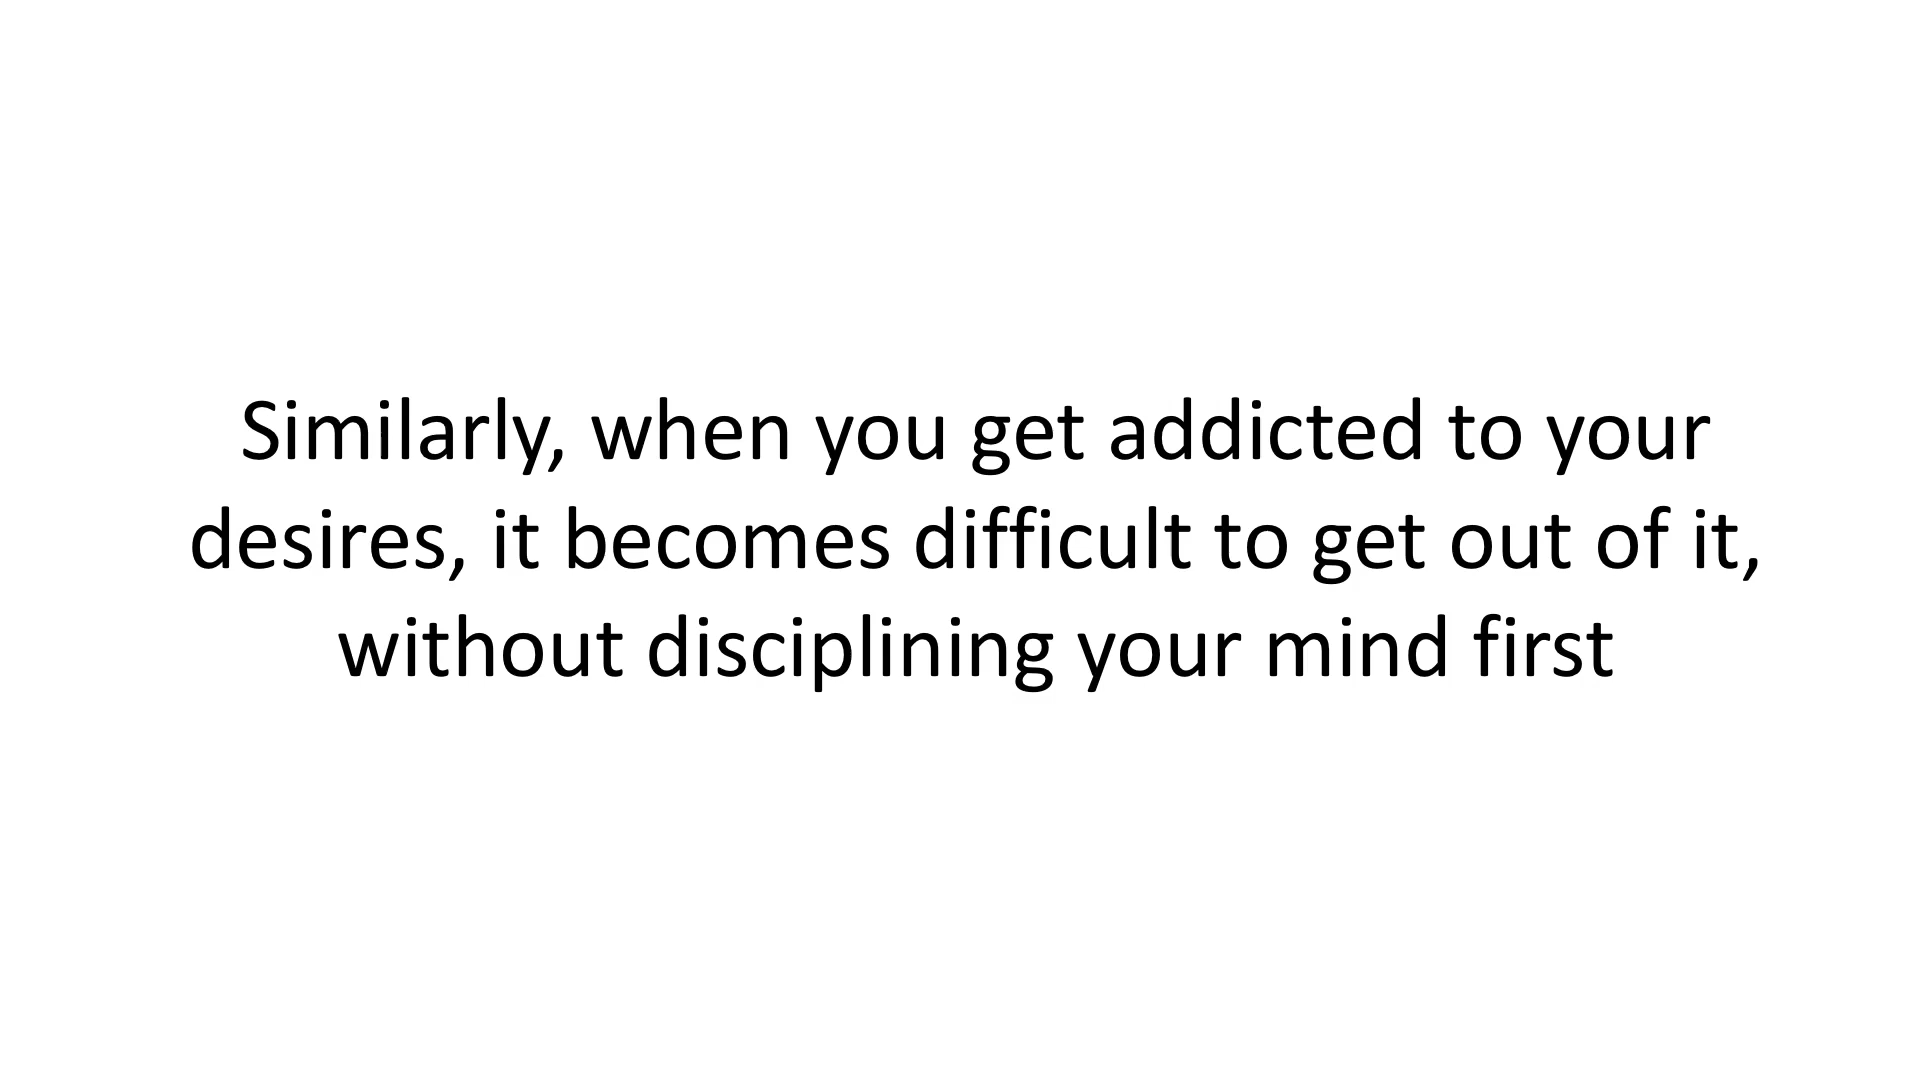 Similarly, when you get addicted to your
desires, it becomes difficult to get out of it,
without disciplining your mind first